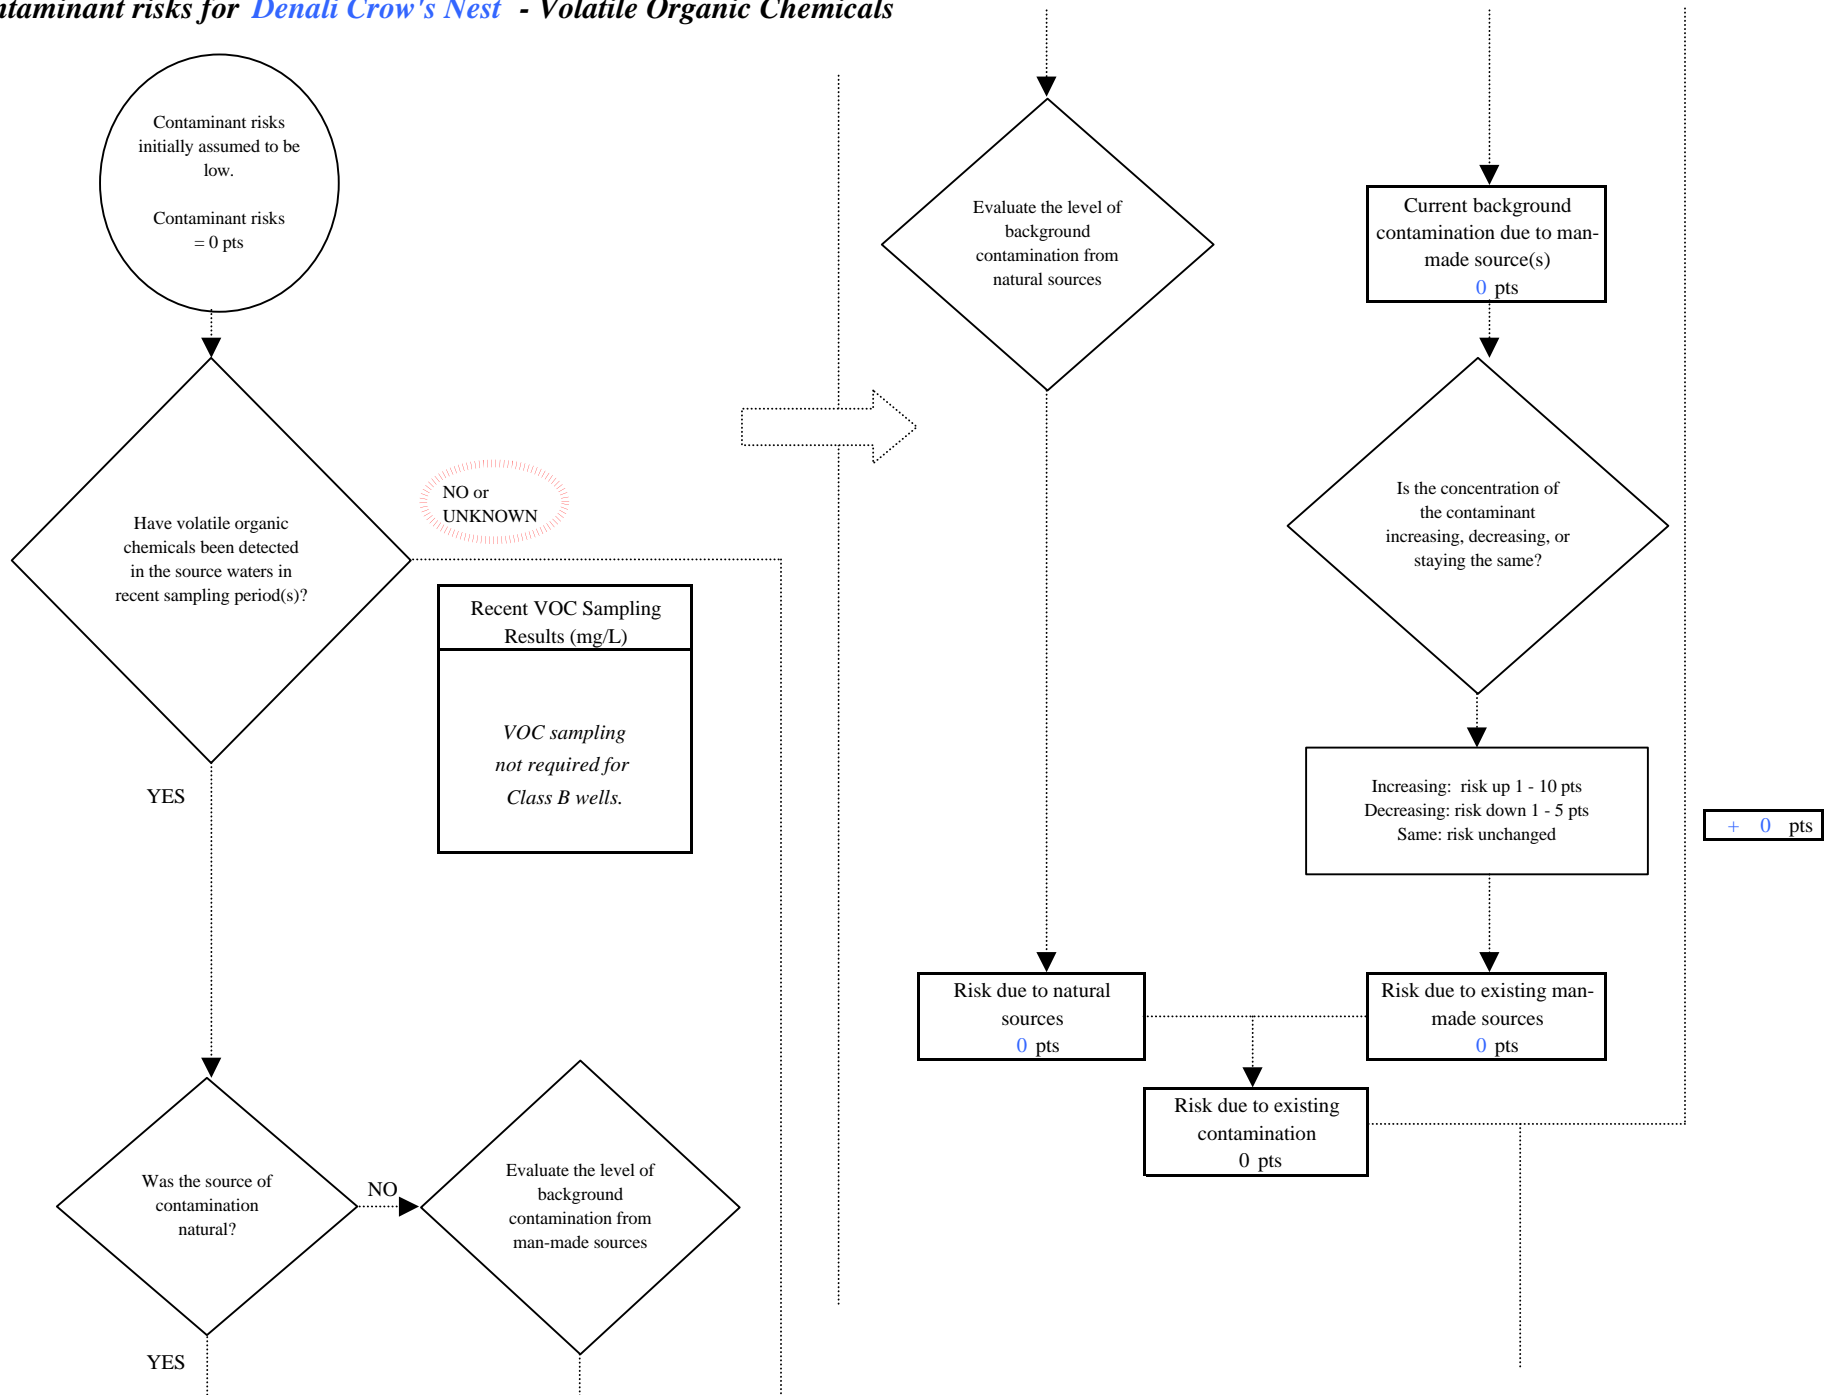 ntaminant risks for Denali Crow's Nest - Volatile Organic Chemicals
Contaminant risks
initially assumed to be
low.
Contaminant risks
= 0 pts
Have volatile organic
chemicals been detected
in the source waters in
recent sampling period(s)?
NO or
UNKNOWN
Recent VOC Sampling
Results (mg/L)
VOC sampling
not required for
Class B wells.
YES
Was the source of
contamination
natural?
NO
Evaluate the level of
background
contamination from
man-made sources
YES
Evaluate the level of
background
contamination from
natural sources
Current background
contamination due to man-
made source(s)
0 pts
Is the concentration of
the contaminant
increasing, decreasing, or
staying the same?
Increasing: risk up 1 - 10 pts
Decreasing: risk down 1 - 5 pts
Same: risk unchanged
+ 0 pts
Risk due to natural
sources
0 pts
Risk due to existing man-
made sources
0 pts
Risk due to existing
contamination
0 pts